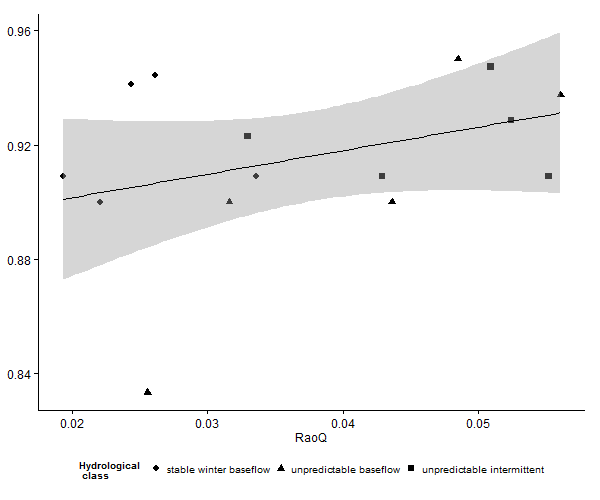 0.96
0.92
0.88
0.84
0.02 0.03 0.04 0.05
RaoQ
Hydrological
class
stable winter baseflow unpredictable baseflow unpredictable intermittent